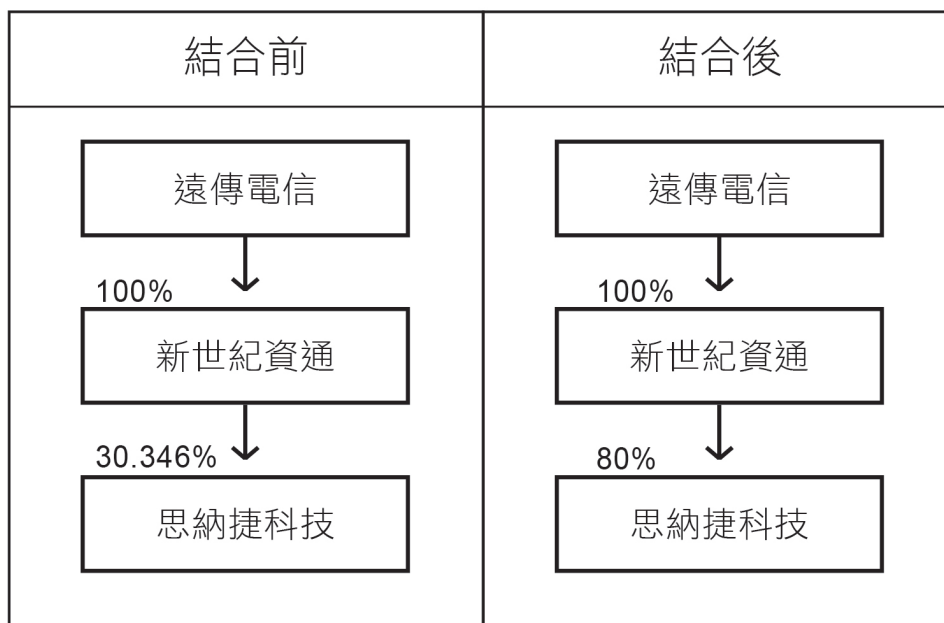 結合前
遠傳電信
100%
新世紀資通
30.346%
思納捷科技
結合後
遠傳電信
100%
新世紀資通
80%
思納捷科技